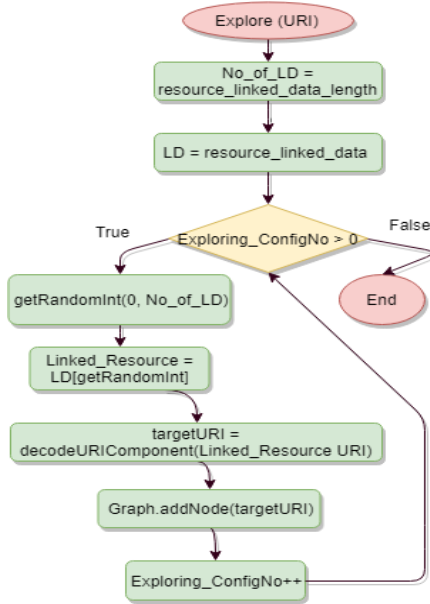 Explore (URI)
No_of_LD =
resource_linked_data_length
LD = resource_linked_data
Exploring_ConfigNo > 0
True
False
getRandomInt(0, No_of_LD)
End
Linked_Resource =
LD[getRandomInt]
targetURI =
decodeURIComponent(Linked_Resource URI)
Graph.addNode(targetURI)
Exploring_ConfigNo++